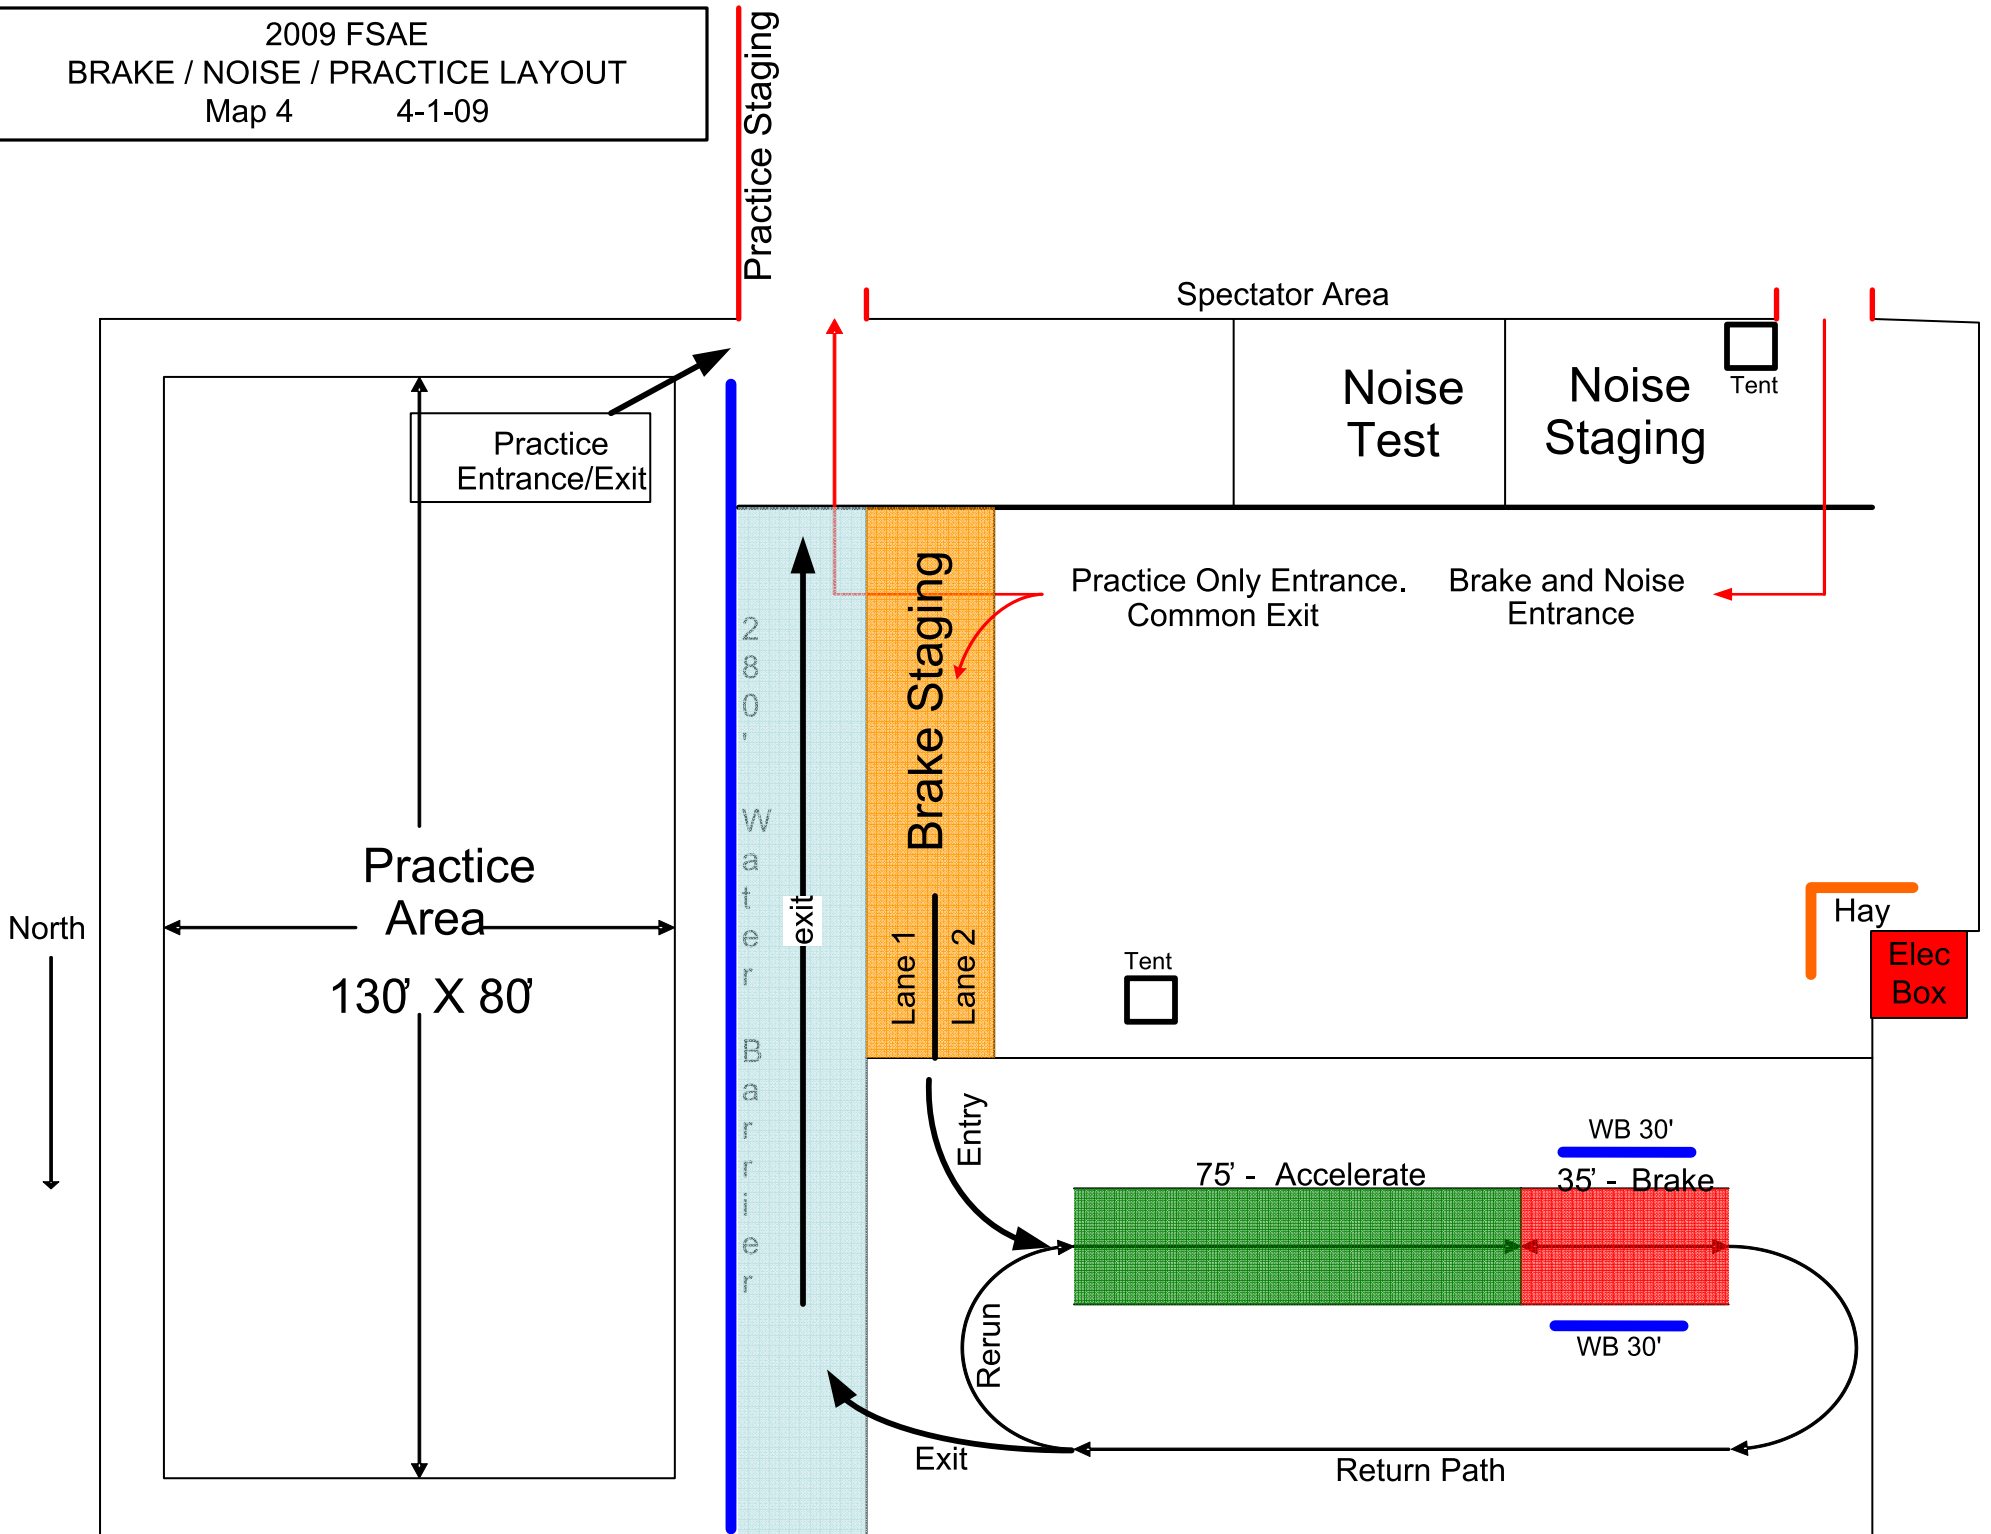 2009 FSAE
BRAKE / NOISE / PRACTICE LAYOUT
Map 4 4-1-09
Practice Staging
Spectator Area
Noise
Test
Noise
Staging
Tent
Practice
Entrance/Exit
Practice Only Entrance.
Common Exit
Brake and Noise
Entrance
Brake Staging
280' Water Barrier
exit
Practice
Area
130' X 80'
North
Lane 1
Lane 2
Tent
Hay
Elec
Box
Entry
WB 30'
75' - Accelerate
35' - Brake
WB 30'
Rerun
Exit
Return Path